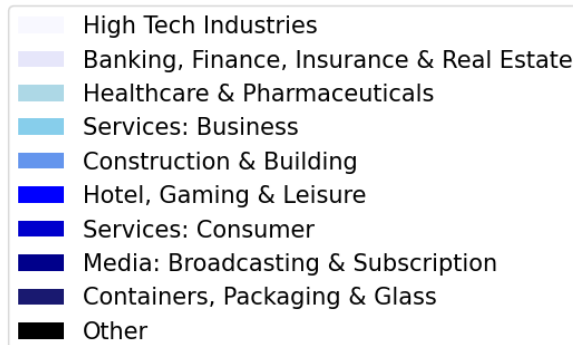 High Tech Industries
Banking, Finance, Insurance & Real Estate
Healthcare & Pharmaceuticals
Services: Business
Construction & Building
Hotel, Gaming & Leisure
Services: Consumer
Media: Broadcasting & Subscription
Containers, Packaging & Glass
Other